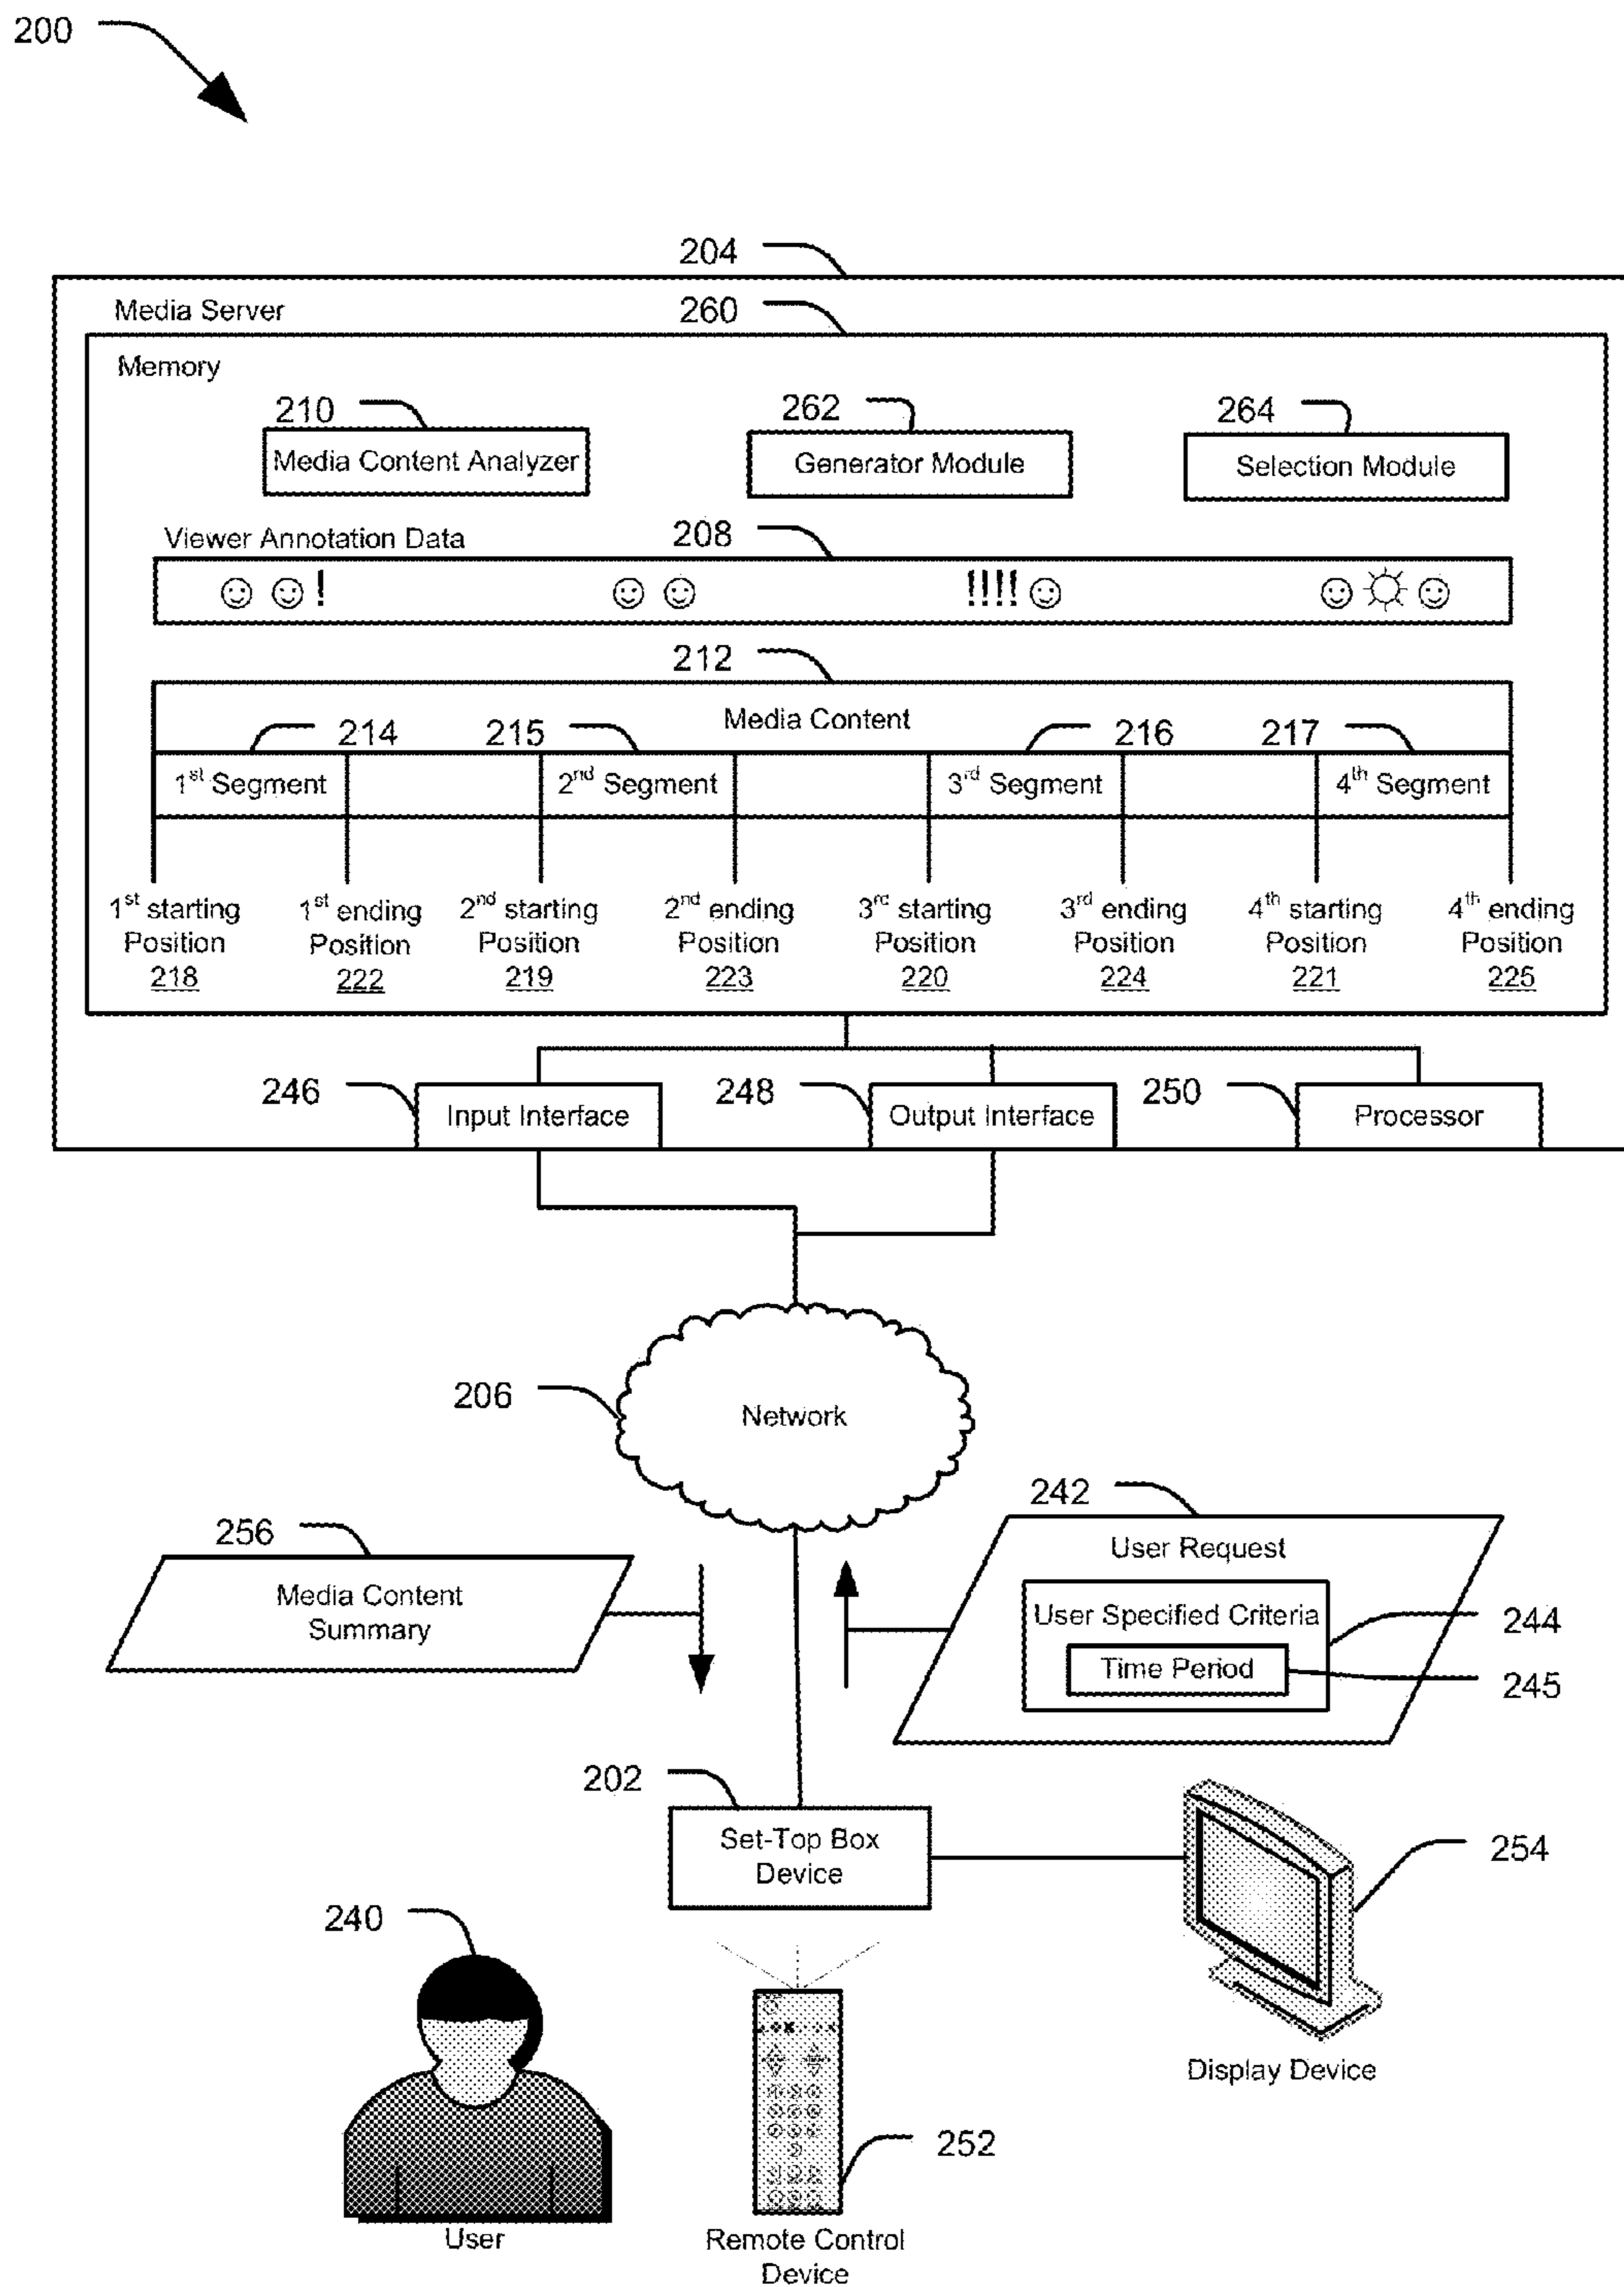 200
204
Media Server
260
Memory
210
262
264
Media Content Analyzer
Generator Module
Selection Module
Viewer Annotation Data
208
!
!!!!
212
Media Content
214
215
216
217
1st Segment
2nd Segment
3rd Segment
4th Segment
1st starting
Position
218
1st ending
Position
222
2nd starting
Position
219
2nd ending
Position
223
3rd starting
Position
220
3rd ending
Position
224
4th starting
Position
221
4th ending
Position
225
246
Input Interface
248
Output Interface
250
Processor
206
Network
256
Media Content
Summary
242
User Request
User Specified Criteria
244
Time Period
245
202
Set-Top Box
Device
254
Display Device
240
User
252
Remote Control
Device